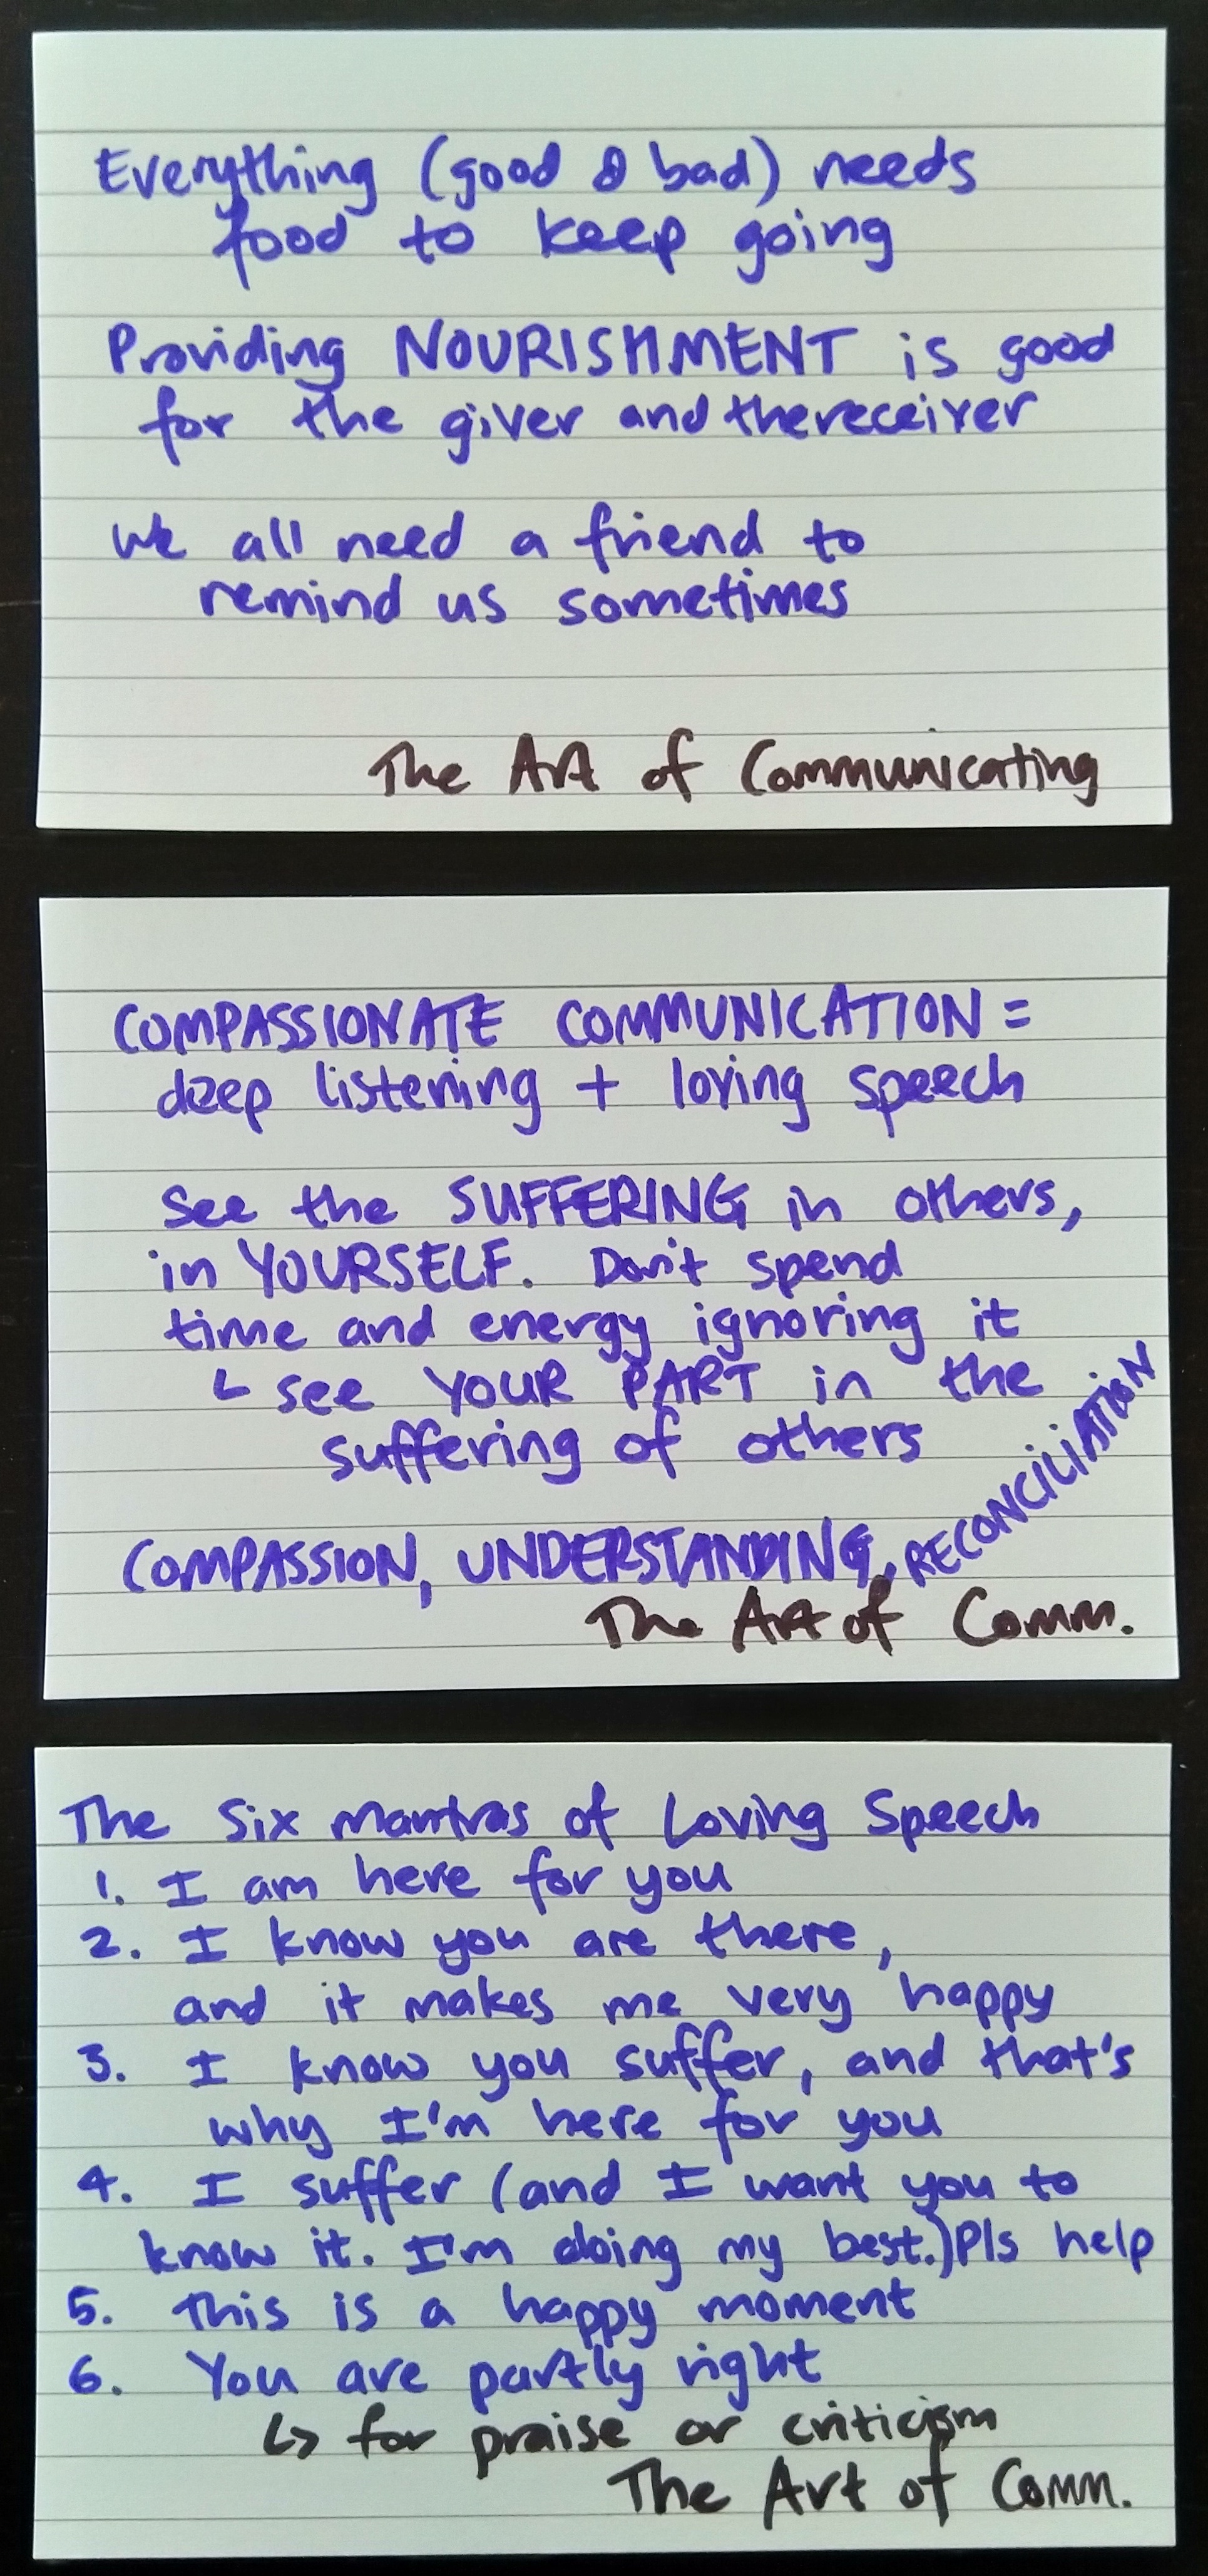 Everything (good & bad) needs
food to keep going
Providing NOURISHMENT is good
for the giver and the receiver
We all need a friend to
remind us sometimes
The Art of Communicating
COMPASSIONATE COMMUNICATION =
deep listening + loving speech
See the SUFFERING in others,
in YOURSELF. Don't spend
time and energy ignoring it
↳ see YOUR PART in the
suffering of others
COMPASSION, UNDERSTANDING, RECONCILIATION
The Art of Comm.
The Six Mantras of Loving Speech
1. I am here for you
2. I know you are there,
and it makes me very happy
3. I know you suffer, and that's
why I'm here for you
4. I suffer (and I want you to
know it. I'm doing my best.) Pls help
5. This is a happy moment
6. You are partly right
↳ for praise or criticism
The Art of Comm.